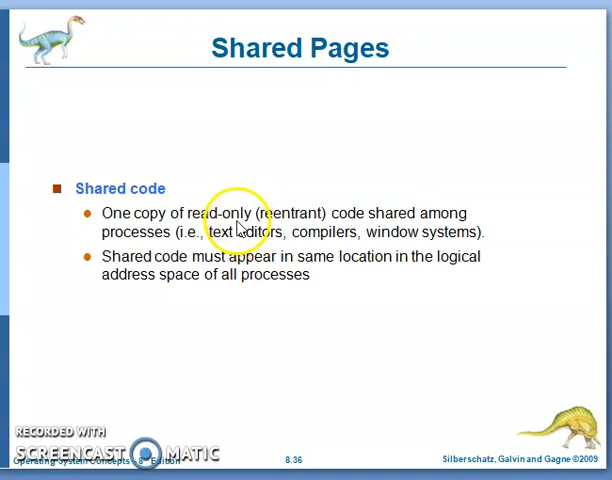 Shared Pages
Shared code
One copy of read-only (reentrant) code shared among
processes (i.e., text editors, compilers, window systems).
Shared code must appear in same location in the logical
address space of all processes
RECORDED WITH
SCREENCAST MATIC
Operating System Concepts - 8th Edition
8.36
Silberschatz, Galvin and Gagne ©2009